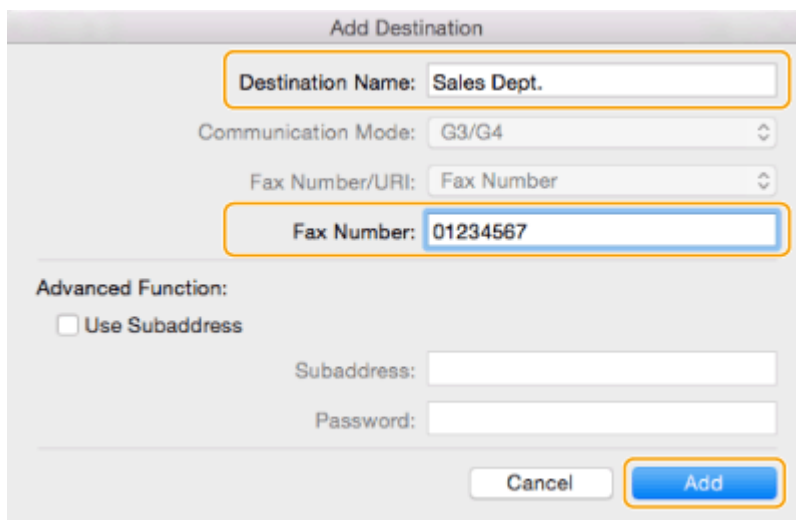 Add Destination
Destination Name: Sales Dept.
Communication Mode: G3/G4
Fax Number/URI: Fax Number
Fax Number: 01234567
Advanced Function:
Use Subaddress
Subaddress:
Password:
Cancel Add